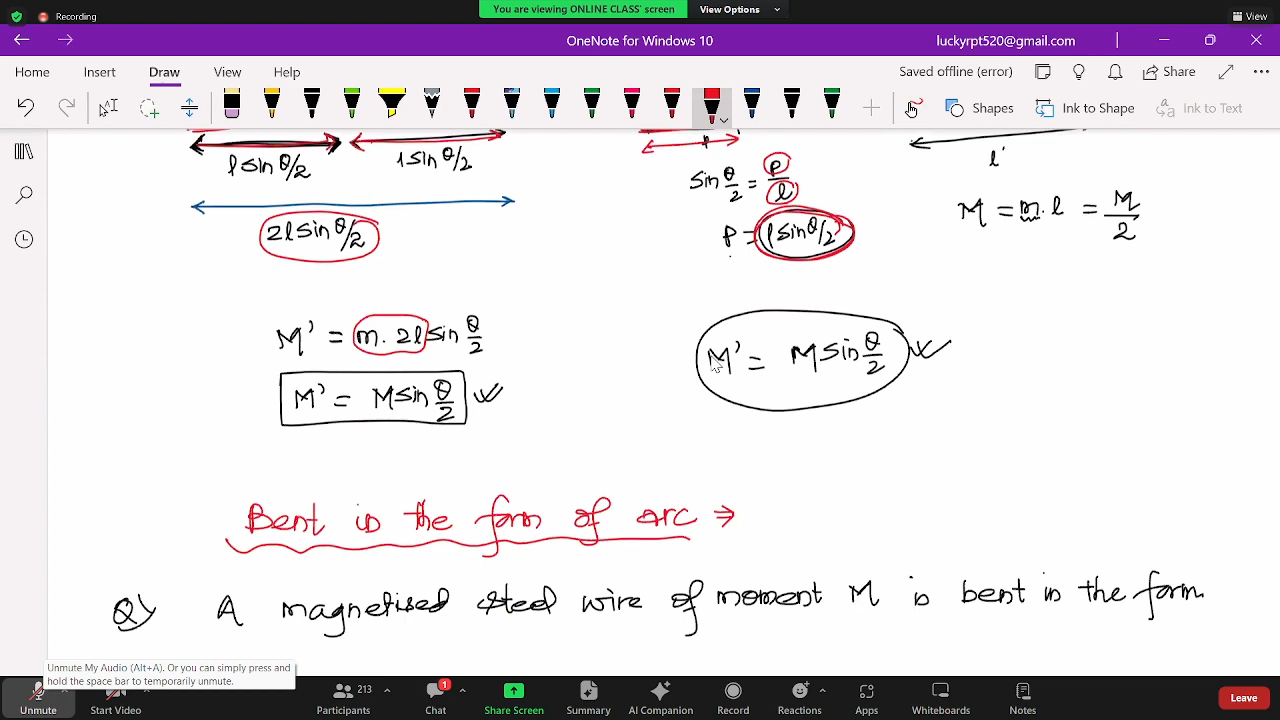 Recording
You are viewing ONLINE CLASS' screen
View Options
View
OneNote for Windows 10
luckyrpt520@gmail.com
Home Insert Draw View Help
Saved offline (error)
Share
Shapes
Ink to Shape
Ink to Text
l sin θ/2
l sin θ/2
2l sin θ/2
P
sin θ/2 = P/l
P = l sin θ/2
l'
M = m.l = M/2
M' = m. 2l sin θ/2
M' = M sin θ/2
M' = M sin θ/2
Bent in the form of arc →
Q) A magnetised steel wire of moment M is bent in the form
Unmute My Audio (Alt+A). Or you can simply press and
hold the space bar to temporarily unmute.
Unmute
Start Video
213
Participants
1
Chat
Share Screen
Summary
AI Companion
Record
Reactions
Apps
Whiteboards
Notes
Leave